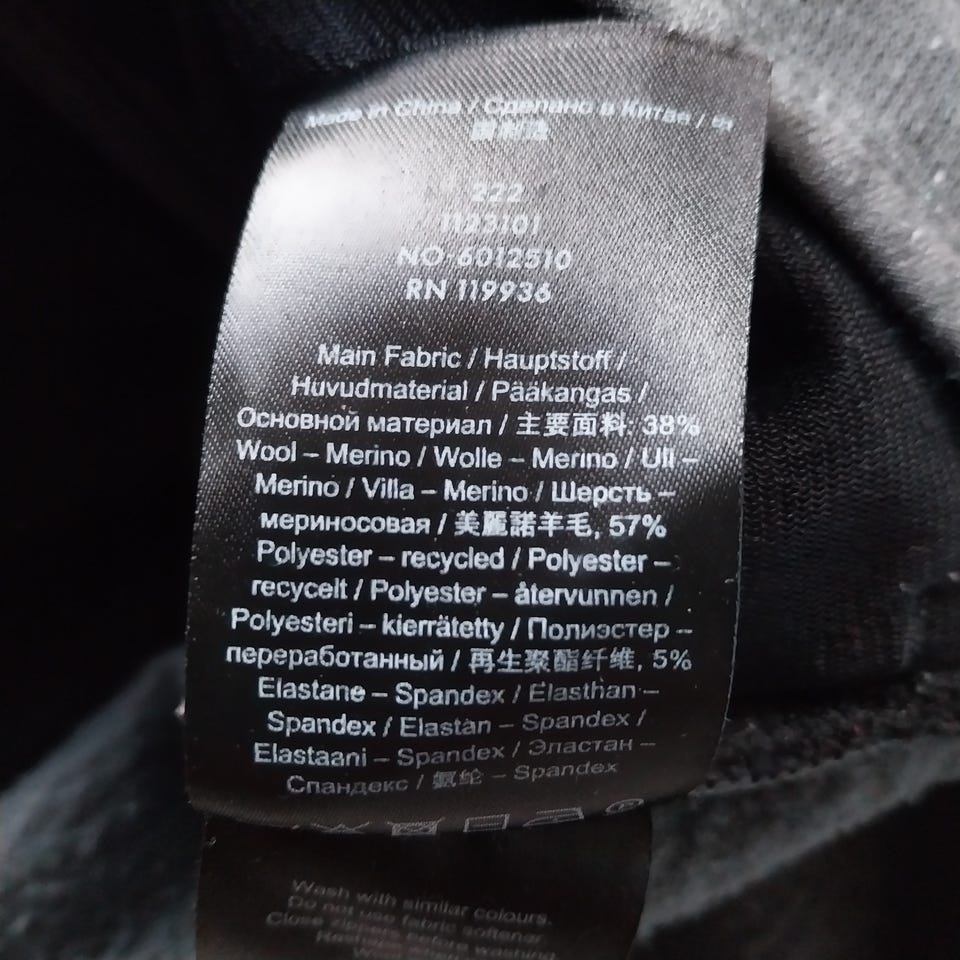 Made in China / Сделано в Китае / 中
國制造
222
1123101
NO-6012510
RN 119936
Main Fabric / Hauptstoff /
Huvudmaterial / Pääkangas /
Основной материал / 主要面料: 38%
Wool – Merino / Wolle – Merino / Ull –
Merino / Villa – Merino / Шерсть –
мериносовая / 美麗諾羊毛, 57%
Polyester – recycled / Polyester –
recycelt / Polyester – återvunnen /
Polyesteri – kierrätetty / Полиэстер –
переработанный / 再生聚酯纤维, 5%
Elastane – Spandex / Elasthan –
Spandex / Elastan – Spandex /
Elastaani – Spandex / Эластан –
Спандекс / 氨纶 – Spandex
Wash with similar colours.
Do not use fabric softener
Close zippers before washing